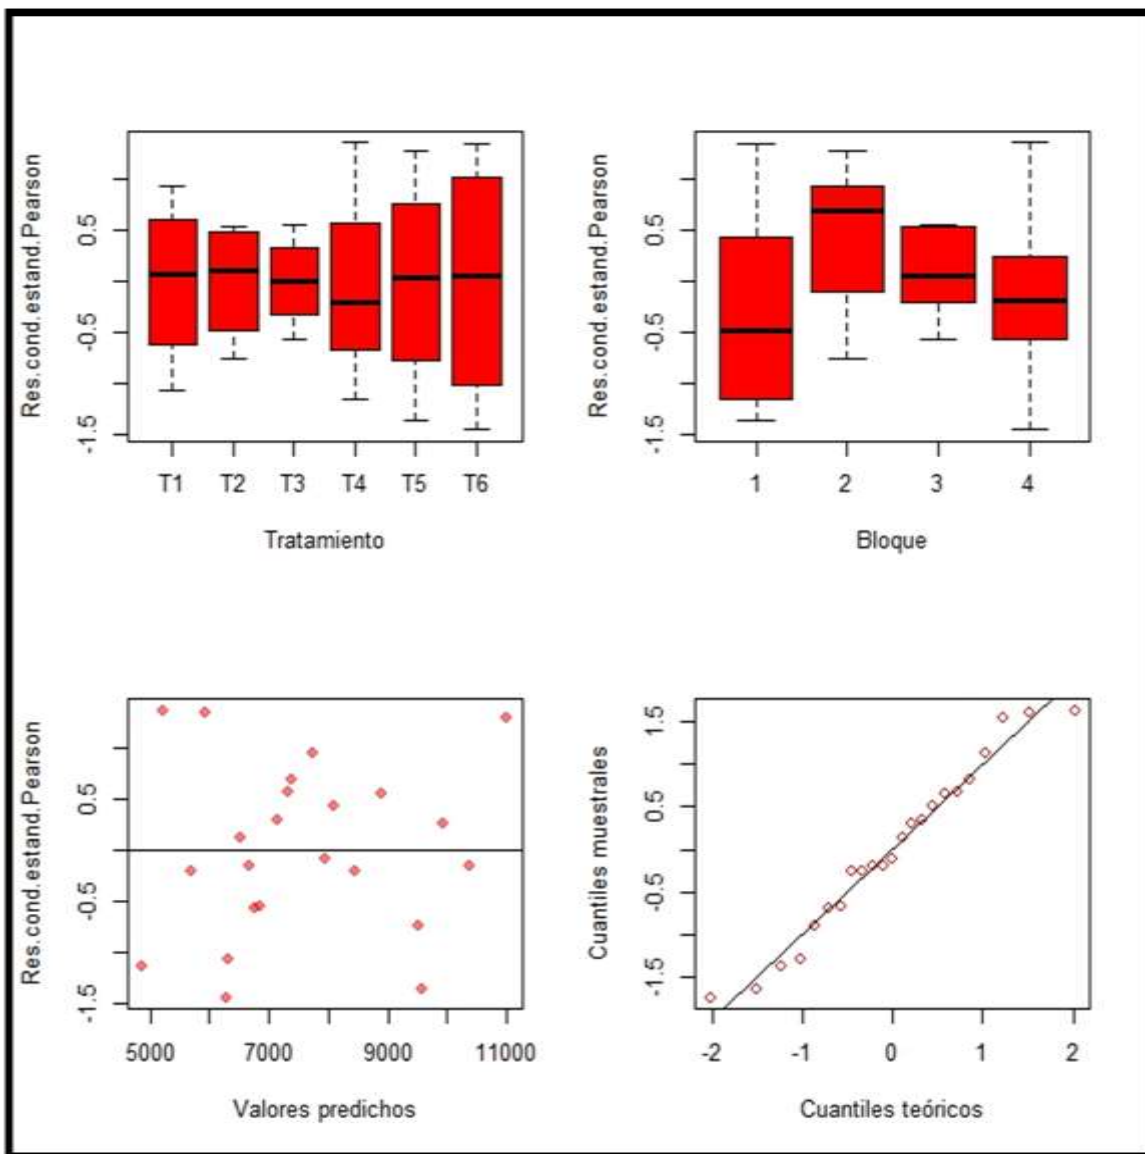 Res.cond.estand.Pearson
0.5
-0.5
-1.5
T1 T2 T3 T4 T5 T6
Tratamiento
Res.cond.estand.Pearson
0.5
-0.5
-1.5
1 2 3 4
Bloque
Res.cond.estand.Pearson
0.5
-0.5
-1.5
5000 7000 9000 11000
Valores predichos
Cuantiles muestrales
1.5
0.5
-0.5
-1.5
-2 -1 0 1 2
Cuantiles teóricos